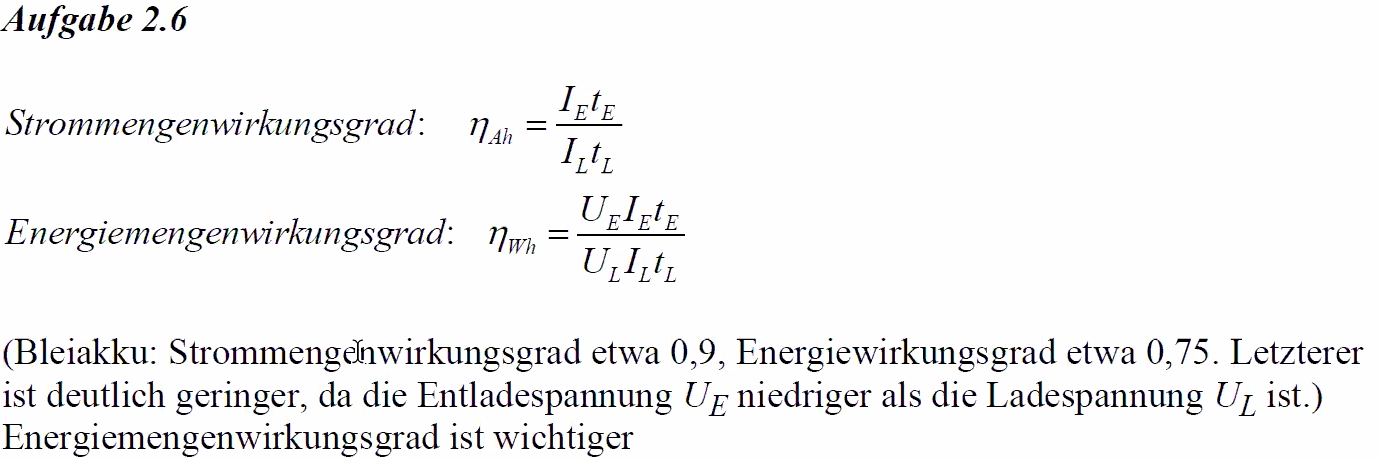 Aufgabe 2.6
Strommengenwirkungsgrad: η_Ah = I_E t_E / I_L t_L
Energiemengenwirkungsgrad: η_Wh = U_E I_E t_E / U_L I_L t_L
(Bleiakku: Strommengenwirkungsgrad etwa 0,9, Energiewirkungsgrad etwa 0,75. Letzterer
ist deutlich geringer, da die Entladespannung U_E niedriger als die Ladespannung U_L ist.)
Energiemengenwirkungsgrad ist wichtiger